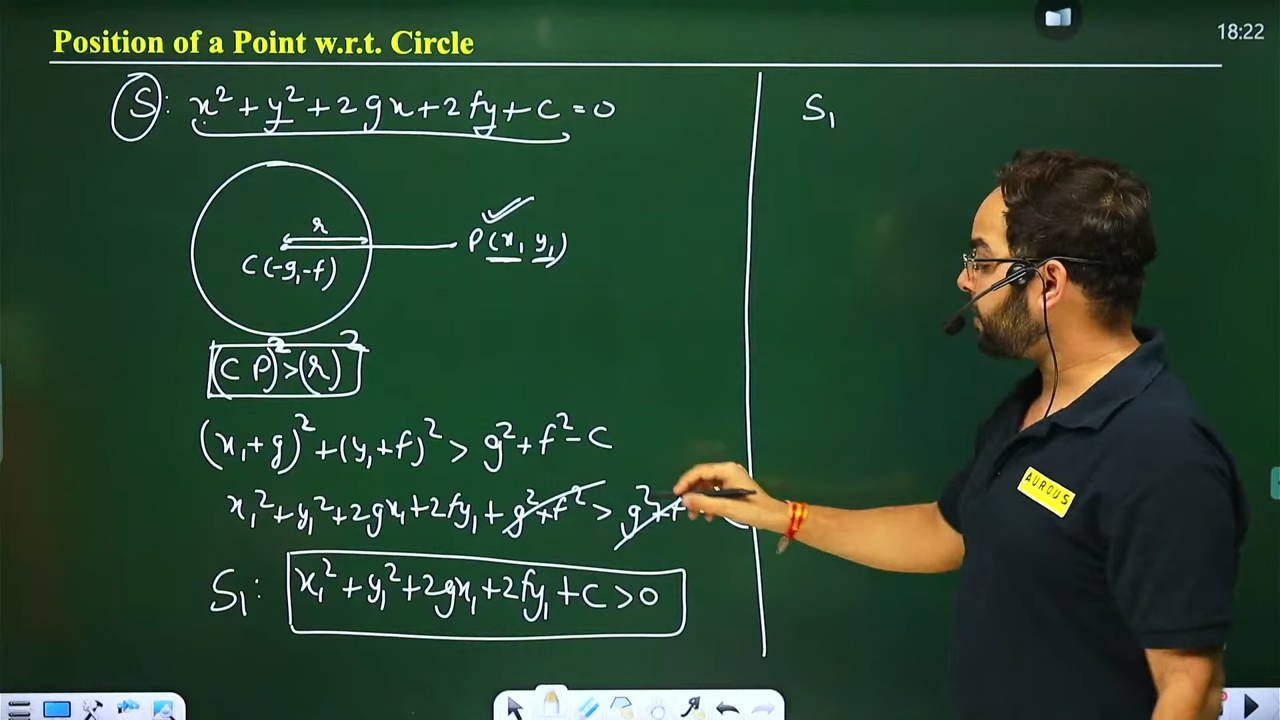 Position of a Point w.r.t. Circle
18:22
S : x² + y² + 2gx + 2fy + c = 0
r
P(x₁, y₁)
C(-g,-f)
(CP)² > (r)²
(x₁+g)² + (y₁+f)² > g² + f² - c
x₁² + y₁² + 2gx₁ + 2fy₁ + g² + f² > g² + f²
S₁ : x₁² + y₁² + 2gx₁ + 2fy₁ + c > 0
S₁
AUROUS